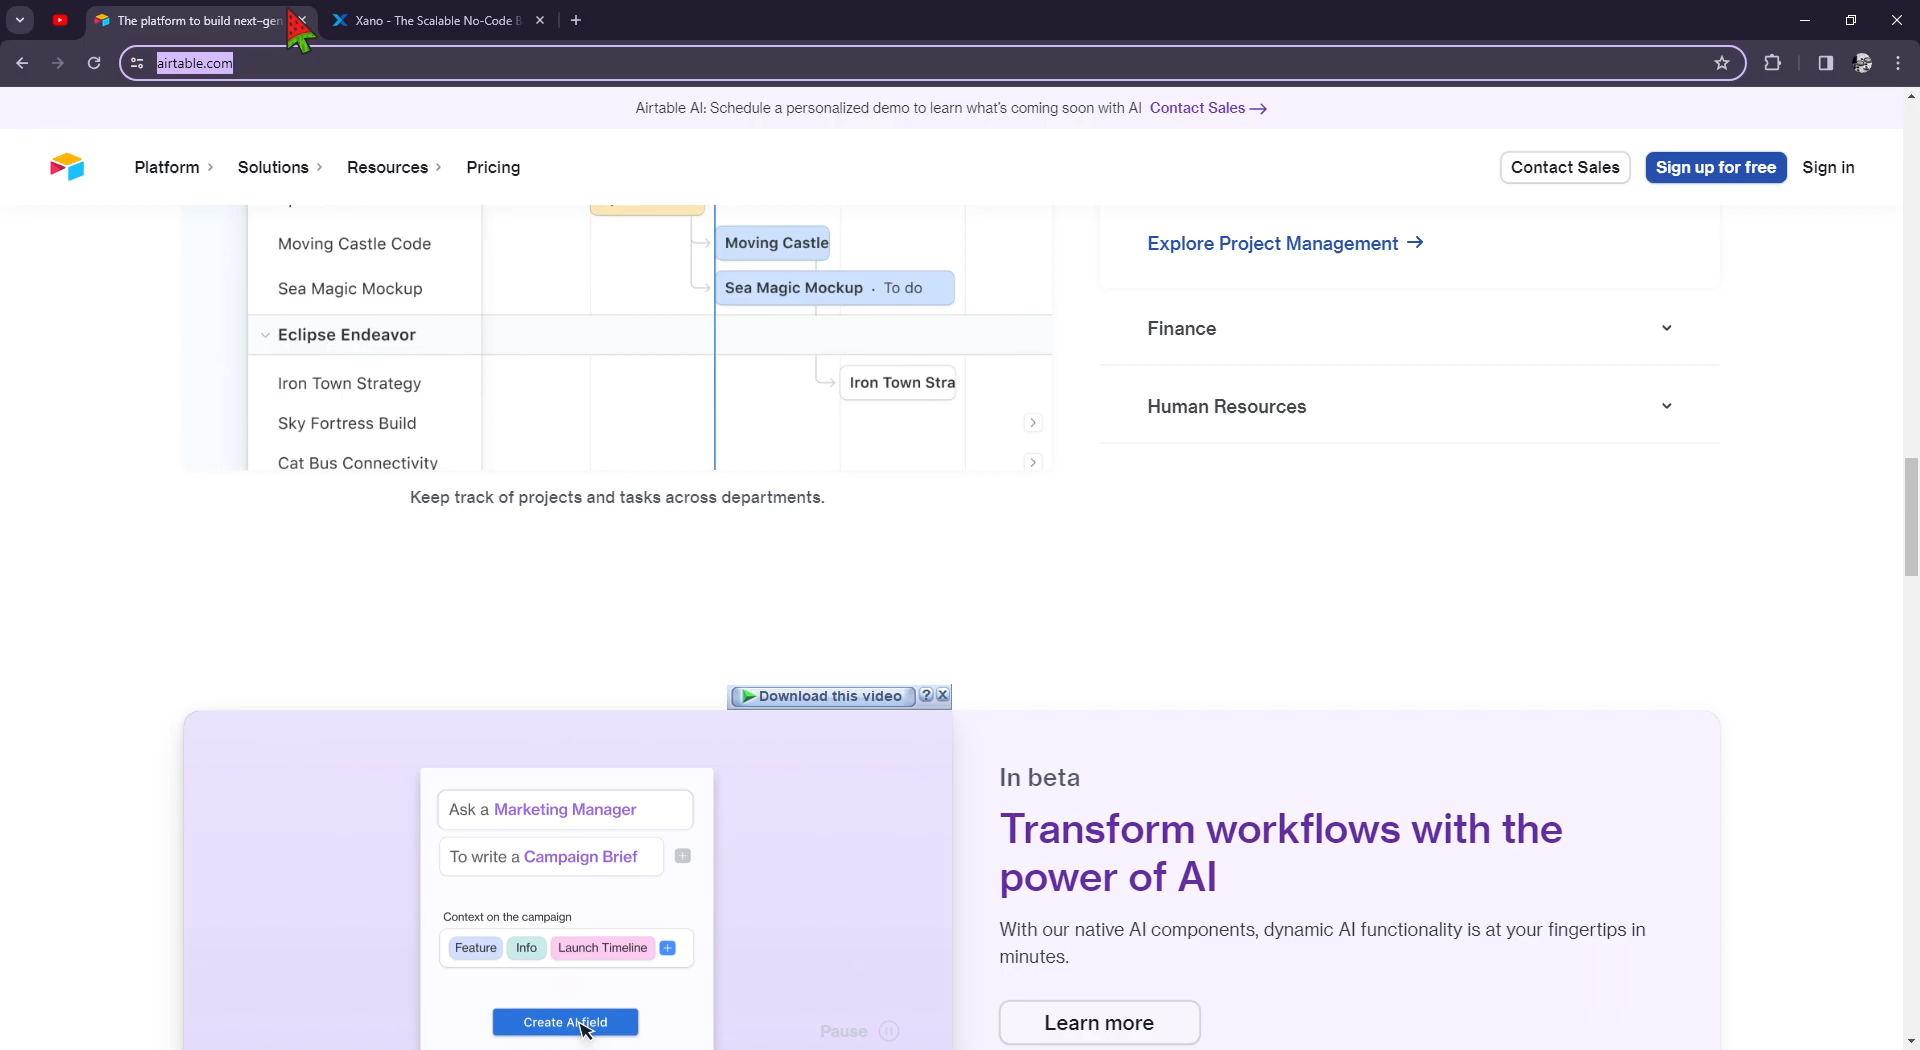 The platform to build next-gen
Xano - The Scalable No-Code B
airtable.com
Airtable AI: Schedule a personalized demo to learn what's coming soon with AI Contact Sales →
Platform Solutions Resources Pricing Contact Sales Sign up for free Sign in
Moving Castle Code
Moving Castle
Sea Magic Mockup
Sea Magic Mockup · To do
Eclipse Endeavor
Iron Town Strategy
Iron Town Stra
Sky Fortress Build
Cat Bus Connectivity
Keep track of projects and tasks across departments.
Explore Project Management →
Finance
Human Resources
Download this video
Ask a Marketing Manager
To write a Campaign Brief
Context on the campaign
Feature Info Launch Timeline
Create AI field
Pause
In beta
Transform workflows with the
power of AI
With our native AI components, dynamic AI functionality is at your fingertips in
minutes.
Learn more